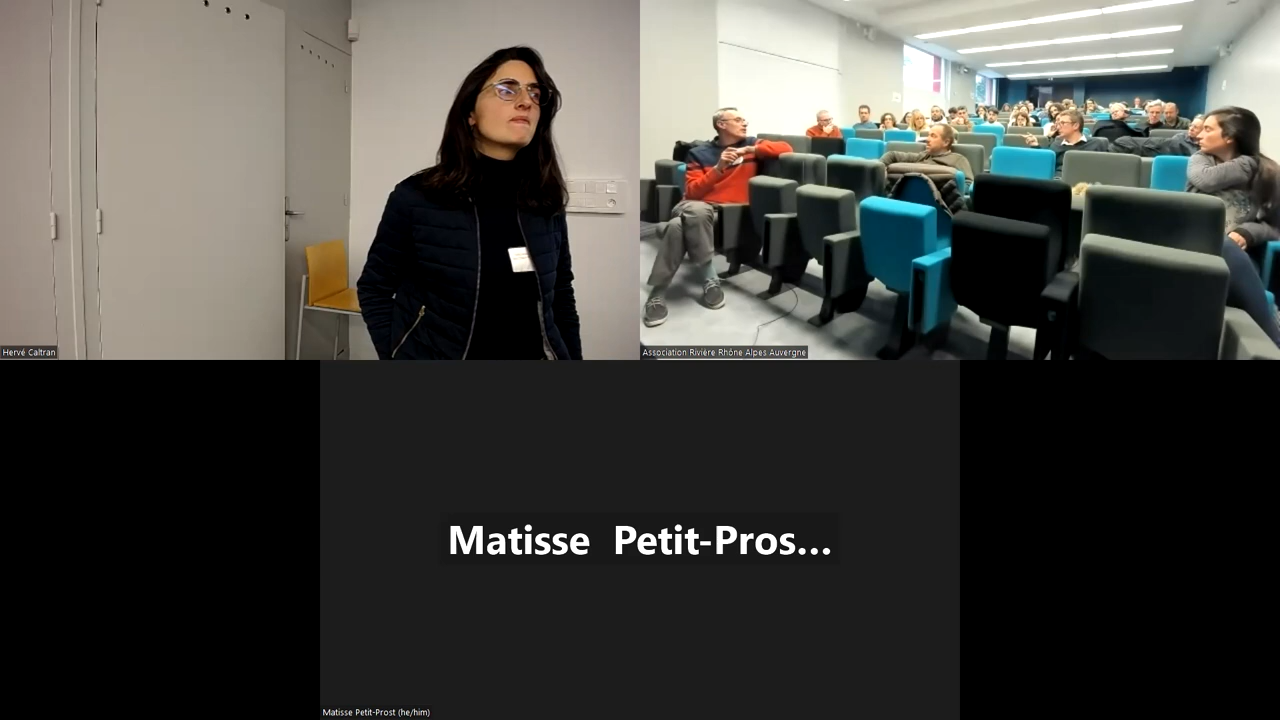 Hervé Caltran
Association Rivière Rhône Alpes Auvergne
Matisse Petit-Pros...
Matisse Petit-Prost (he/him)